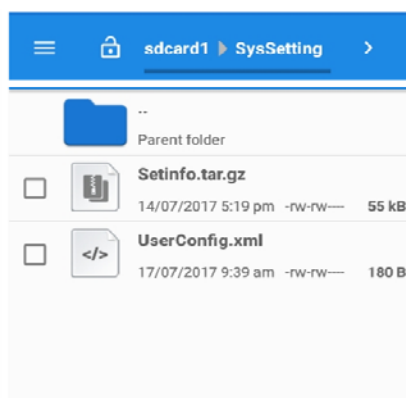 sdcard1 SysSetting
..
Parent folder
Setinfo.tar.gz
14/07/2017 5:19 pm -rw-rw---- 55 kB
UserConfig.xml
17/07/2017 9:39 am -rw-rw---- 180 B